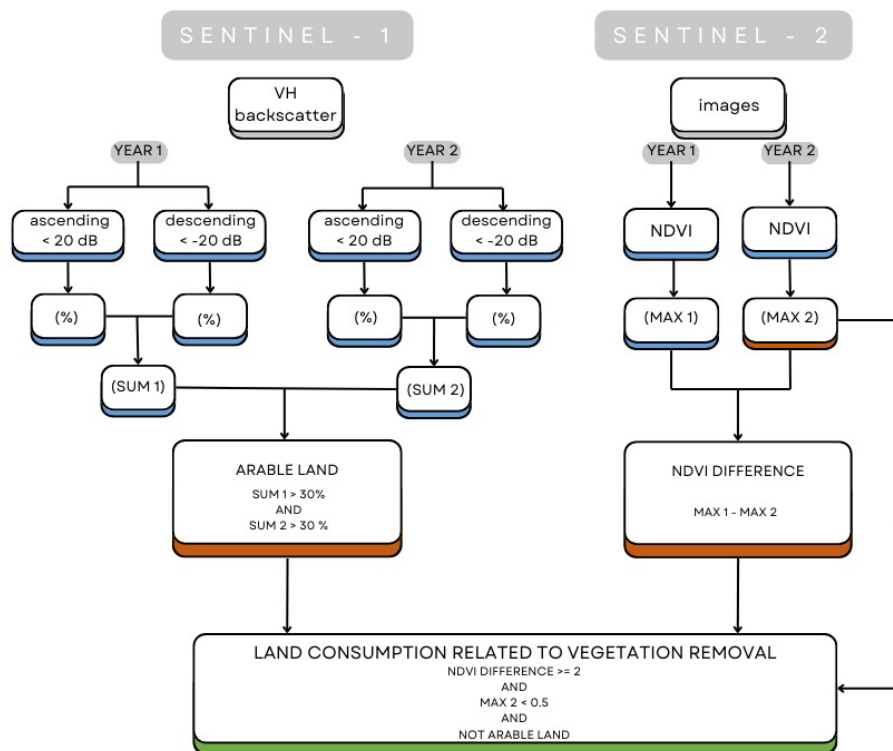 SENTINEL - 1
SENTINEL - 2
VH
backscatter
images
YEAR 1
YEAR 2
YEAR 1
YEAR 2
ascending
< 20 dB
descending
< -20 dB
ascending
< 20 dB
descending
< -20 dB
NDVI
NDVI
(%)
(%)
(%)
(%)
(MAX 1)
(MAX 2)
(SUM 1)
(SUM 2)
ARABLE LAND
SUM 1 > 30%
AND
SUM 2 > 30 %
NDVI DIFFERENCE
MAX 1 - MAX 2
LAND CONSUMPTION RELATED TO VEGETATION REMOVAL
NDVI DIFFERENCE >= 2
AND
MAX 2 < 0.5
AND
NOT ARABLE LAND